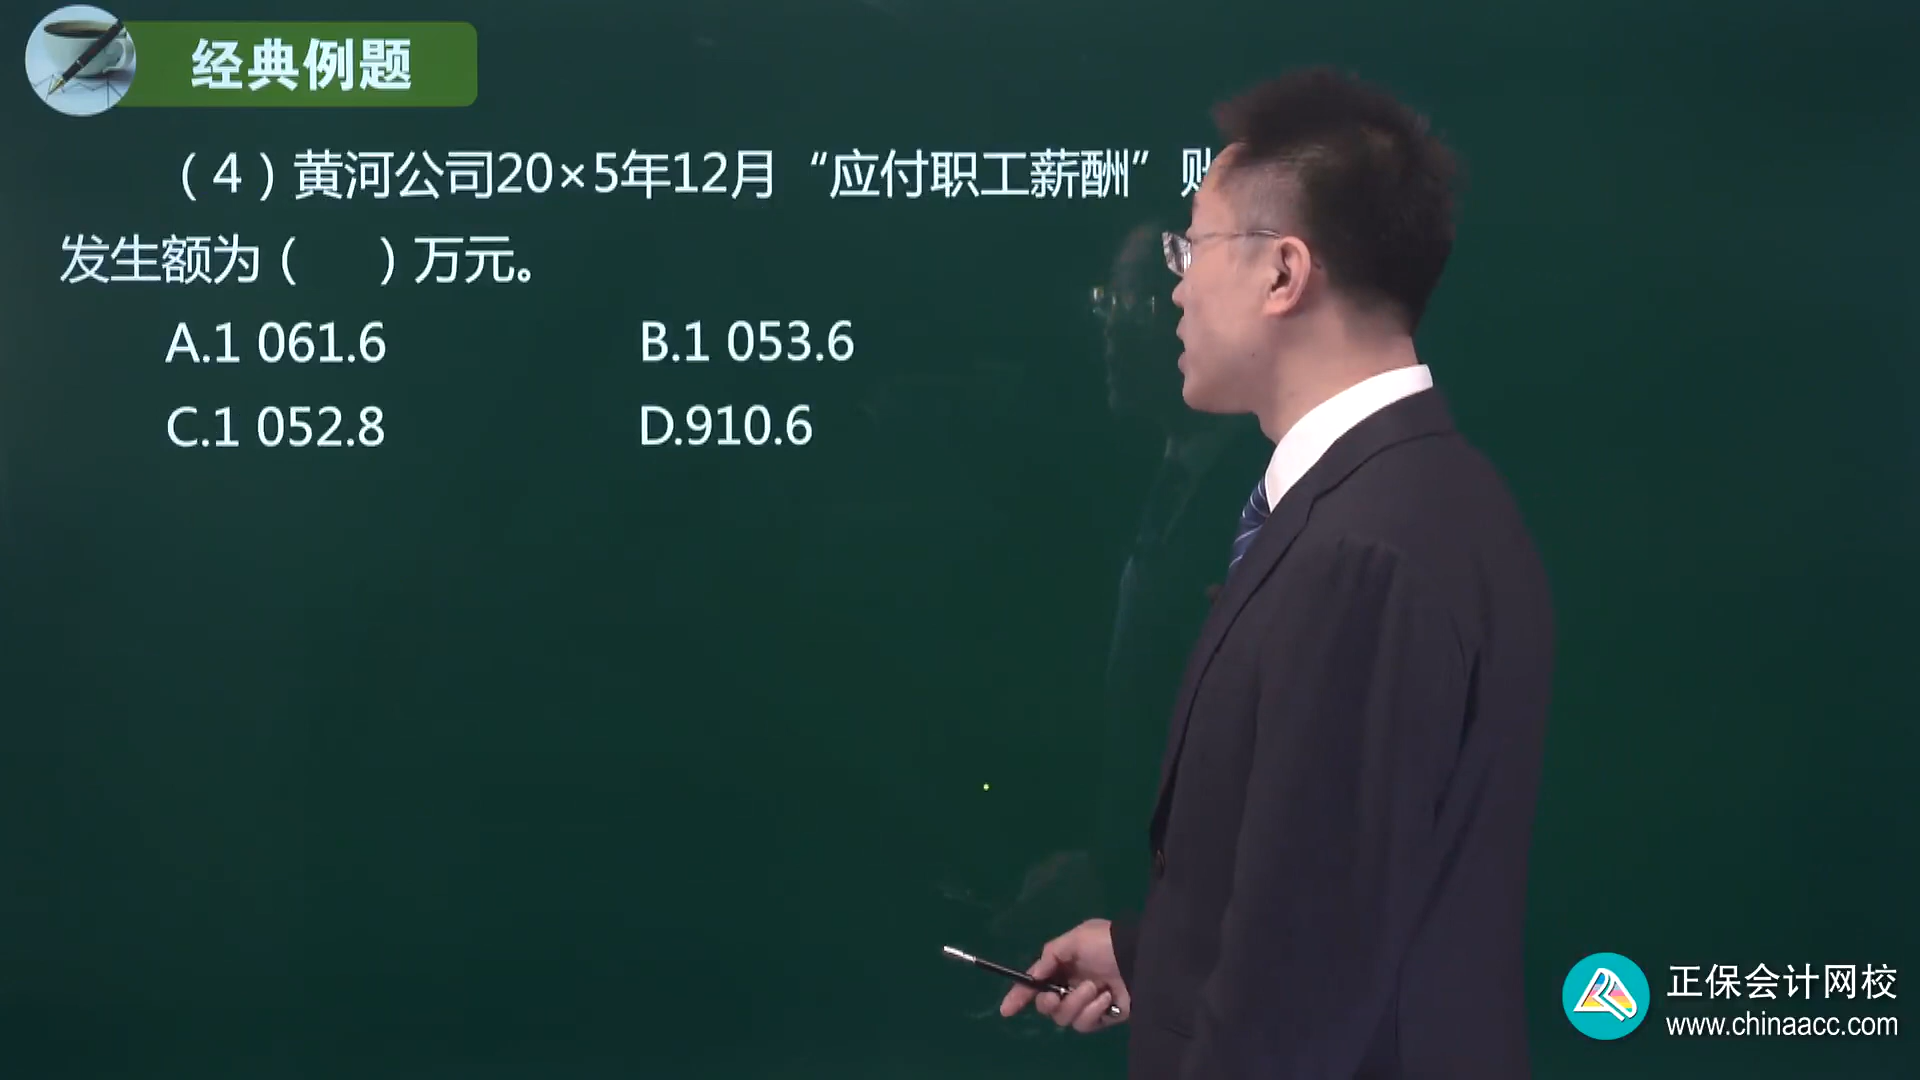 经典例题
（4）黄河公司20×5年12月“应付职工薪酬”
发生额为（　　）万元。
A.1 061.6　B.1 053.6
C.1 052.8　D.910.6
正保会计网校
www.chinaacc.com